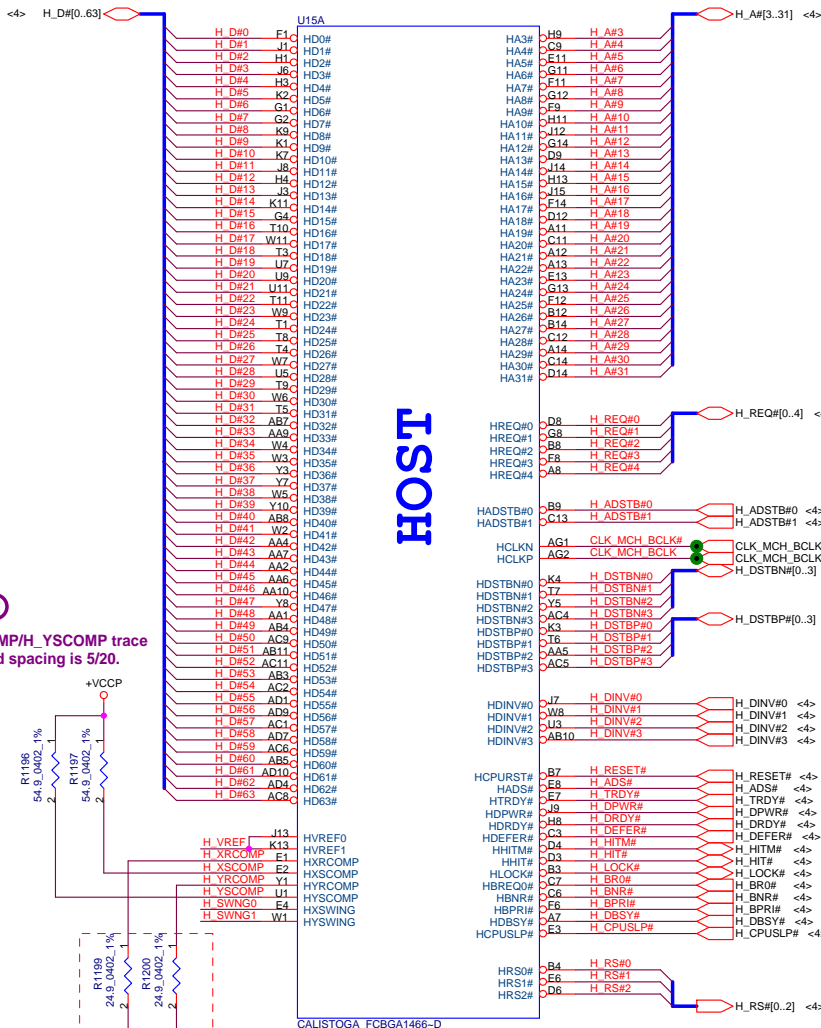 <4> H_D#[0..63]
U15A
H_A#[3..31] <4>
H_D#0 F1 HD0#
H_D#1 J1 HD1#
H_D#2 H1 HD2#
H_D#3 J6 HD3#
H_D#4 H3 HD4#
H_D#5 K2 HD5#
H_D#6 G1 HD6#
H_D#7 G2 HD7#
H_D#8 K9 HD8#
H_D#9 K1 HD9#
H_D#10 K7 HD10#
H_D#11 J8 HD11#
H_D#12 H4 HD12#
H_D#13 J3 HD13#
H_D#14 K11 HD14#
H_D#15 G4 HD15#
H_D#16 T10 HD16#
H_D#17 W11 HD17#
H_D#18 T3 HD18#
H_D#19 U7 HD19#
H_D#20 U9 HD20#
H_D#21 U11 HD21#
H_D#22 T11 HD22#
H_D#23 W9 HD23#
H_D#24 T1 HD24#
H_D#25 T8 HD25#
H_D#26 T4 HD26#
H_D#27 W7 HD27#
H_D#28 U5 HD28#
H_D#29 T9 HD29#
H_D#30 W6 HD30#
H_D#31 T5 HD31#
H_D#32 AB7 HD32#
H_D#33 AA9 HD33#
H_D#34 W4 HD34#
H_D#35 W3 HD35#
H_D#36 Y3 HD36#
H_D#37 Y7 HD37#
H_D#38 W5 HD38#
H_D#39 Y10 HD39#
H_D#40 AB8 HD40#
H_D#41 W2 HD41#
H_D#42 AA4 HD42#
H_D#43 AA7 HD43#
H_D#44 AA2 HD44#
H_D#45 AA6 HD45#
H_D#46 AA10 HD46#
H_D#47 Y8 HD47#
H_D#48 AA1 HD48#
H_D#49 AB4 HD49#
H_D#50 AC9 HD50#
H_D#51 AB11 HD51#
H_D#52 AC11 HD52#
H_D#53 AB3 HD53#
H_D#54 AC2 HD54#
H_D#55 AD1 HD55#
H_D#56 AD9 HD56#
H_D#57 AC1 HD57#
H_D#58 AD7 HD58#
H_D#59 AC6 HD59#
H_D#60 AB5 HD60#
H_D#61 AD10 HD61#
H_D#62 AD4 HD62#
H_D#63 AC8 HD63#
H_VREF J13 HVREF0
K13 HVREF1
H_XRCOMP E1 HXRCOMP
H_XSCOMP E2 HXSCOMP
H_YRCOMP Y1 HYRCOMP
H_YSCOMP U1 HYSCOMP
H_SWNG0 E4 HXSWING
H_SWNG1 W1 HYSWING
MP/H_YSCOMP trace
d spacing is 5/20.
+VCCP
R1196
54.9_0402_1%
1
2
R1197
54.9_0402_1%
1
2
R1199
24.9_0402_1%
1
2
R1200
24.9_0402_1%
1
2
HOST
HA3# H9 H_A#3
HA4# C9 H_A#4
HA5# E11 H_A#5
HA6# G11 H_A#6
HA7# F11 H_A#7
HA8# G12 H_A#8
HA9# F9 H_A#9
HA10# H11 H_A#10
HA11# J12 H_A#11
HA12# G14 H_A#12
HA13# D9 H_A#13
HA14# J14 H_A#14
HA15# H13 H_A#15
HA16# J15 H_A#16
HA17# F14 H_A#17
HA18# D12 H_A#18
HA19# A11 H_A#19
HA20# C11 H_A#20
HA21# A12 H_A#21
HA22# A13 H_A#22
HA23# E13 H_A#23
HA24# G13 H_A#24
HA25# F12 H_A#25
HA26# B12 H_A#26
HA27# B14 H_A#27
HA28# C12 H_A#28
HA29# A14 H_A#29
HA30# C14 H_A#30
HA31# D14 H_A#31
HREQ#0 D8 H_REQ#0 H_REQ#[0..4] <
HREQ#1 G8 H_REQ#1
HREQ#2 B8 H_REQ#2
HREQ#3 F8 H_REQ#3
HREQ#4 A8 H_REQ#4
HADSTB#0 B9 H_ADSTB#0 H_ADSTB#0 <4>
HADSTB#1 C13 H_ADSTB#1 H_ADSTB#1 <4>
HCLKN AG1 CLK_MCH_BCLK# CLK_MCH_BCLK
HCLKP AG2 CLK_MCH_BCLK CLK_MCH_BCLK
H_DSTBN#[0..3]
HDSTBN#0 K4 H_DSTBN#0
HDSTBN#1 T7 H_DSTBN#1
HDSTBN#2 Y5 H_DSTBN#2
HDSTBN#3 AC4 H_DSTBN#3
HDSTBP#0 K3 H_DSTBP#0 H_DSTBP#[0..3]
HDSTBP#1 T6 H_DSTBP#1
HDSTBP#2 AA5 H_DSTBP#2
HDSTBP#3 AC5 H_DSTBP#3
HDINV#0 J7 H_DINV#0 H_DINV#0 <4>
HDINV#1 W8 H_DINV#1 H_DINV#1 <4>
HDINV#2 U3 H_DINV#2 H_DINV#2 <4>
HDINV#3 AB10 H_DINV#3 H_DINV#3 <4>
HCPURST# B7 H_RESET# H_RESET# <4>
HADS# E8 H_ADS# H_ADS# <4>
HTRDY# E7 H_TRDY# H_TRDY# <4>
HDPWR# J9 H_DPWR# H_DPWR# <4>
HDRDY# H8 H_DRDY# H_DRDY# <4>
HDEFER# C3 H_DEFER# H_DEFER# <4>
HHITM# D4 H_HITM# H_HITM# <4>
HHIT# D3 H_HIT# H_HIT# <4>
HLOCK# B3 H_LOCK# H_LOCK# <4>
HBREQ0# C7 H_BR0# H_BR0# <4>
HBNR# C6 H_BNR# H_BNR# <4>
HBPRI# F6 H_BPRI# H_BPRI# <4>
HDBSY# A7 H_DBSY# H_DBSY# <4>
HCPUSLP# E3 H_CPUSLP# H_CPUSLP# <4
HRS0# B4 H_RS#0
HRS1# E6 H_RS#1
HRS2# D6 H_RS#2
H_RS#[0..2] <4>
CALISTOGA_FCBGA1466~D